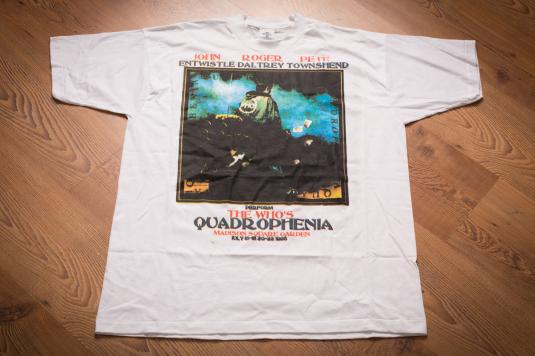 JOHN ROGER PETE
ENTWISTLE DALTREY TOWNSHEND
PERFORM
THE WHO'S
QUADROPHENIA
MADISON SQUARE GARDEN